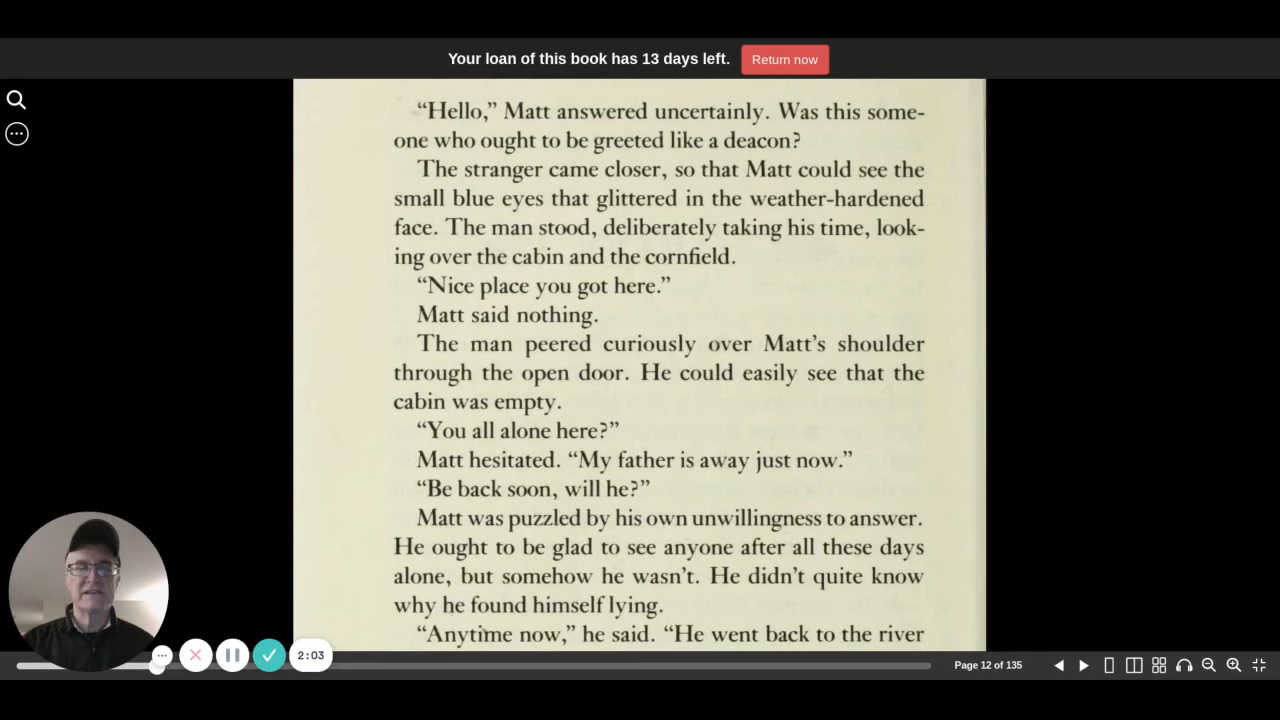 Your loan of this book has 13 days left. Return now
“Hello,” Matt answered uncertainly. Was this some-
one who ought to be greeted like a deacon?
The stranger came closer, so that Matt could see the
small blue eyes that glittered in the weather-hardened
face. The man stood, deliberately taking his time, look-
ing over the cabin and the cornfield.
“Nice place you got here.”
Matt said nothing.
The man peered curiously over Matt’s shoulder
through the open door. He could easily see that the
cabin was empty.
“You all alone here?”
Matt hesitated. “My father is away just now.”
“Be back soon, will he?”
Matt was puzzled by his own unwillingness to answer.
He ought to be glad to see anyone after all these days
alone, but somehow he wasn’t. He didn’t quite know
why he found himself lying.
“Anytime now,” he said. “He went back to the river
2:03
Page 12 of 135